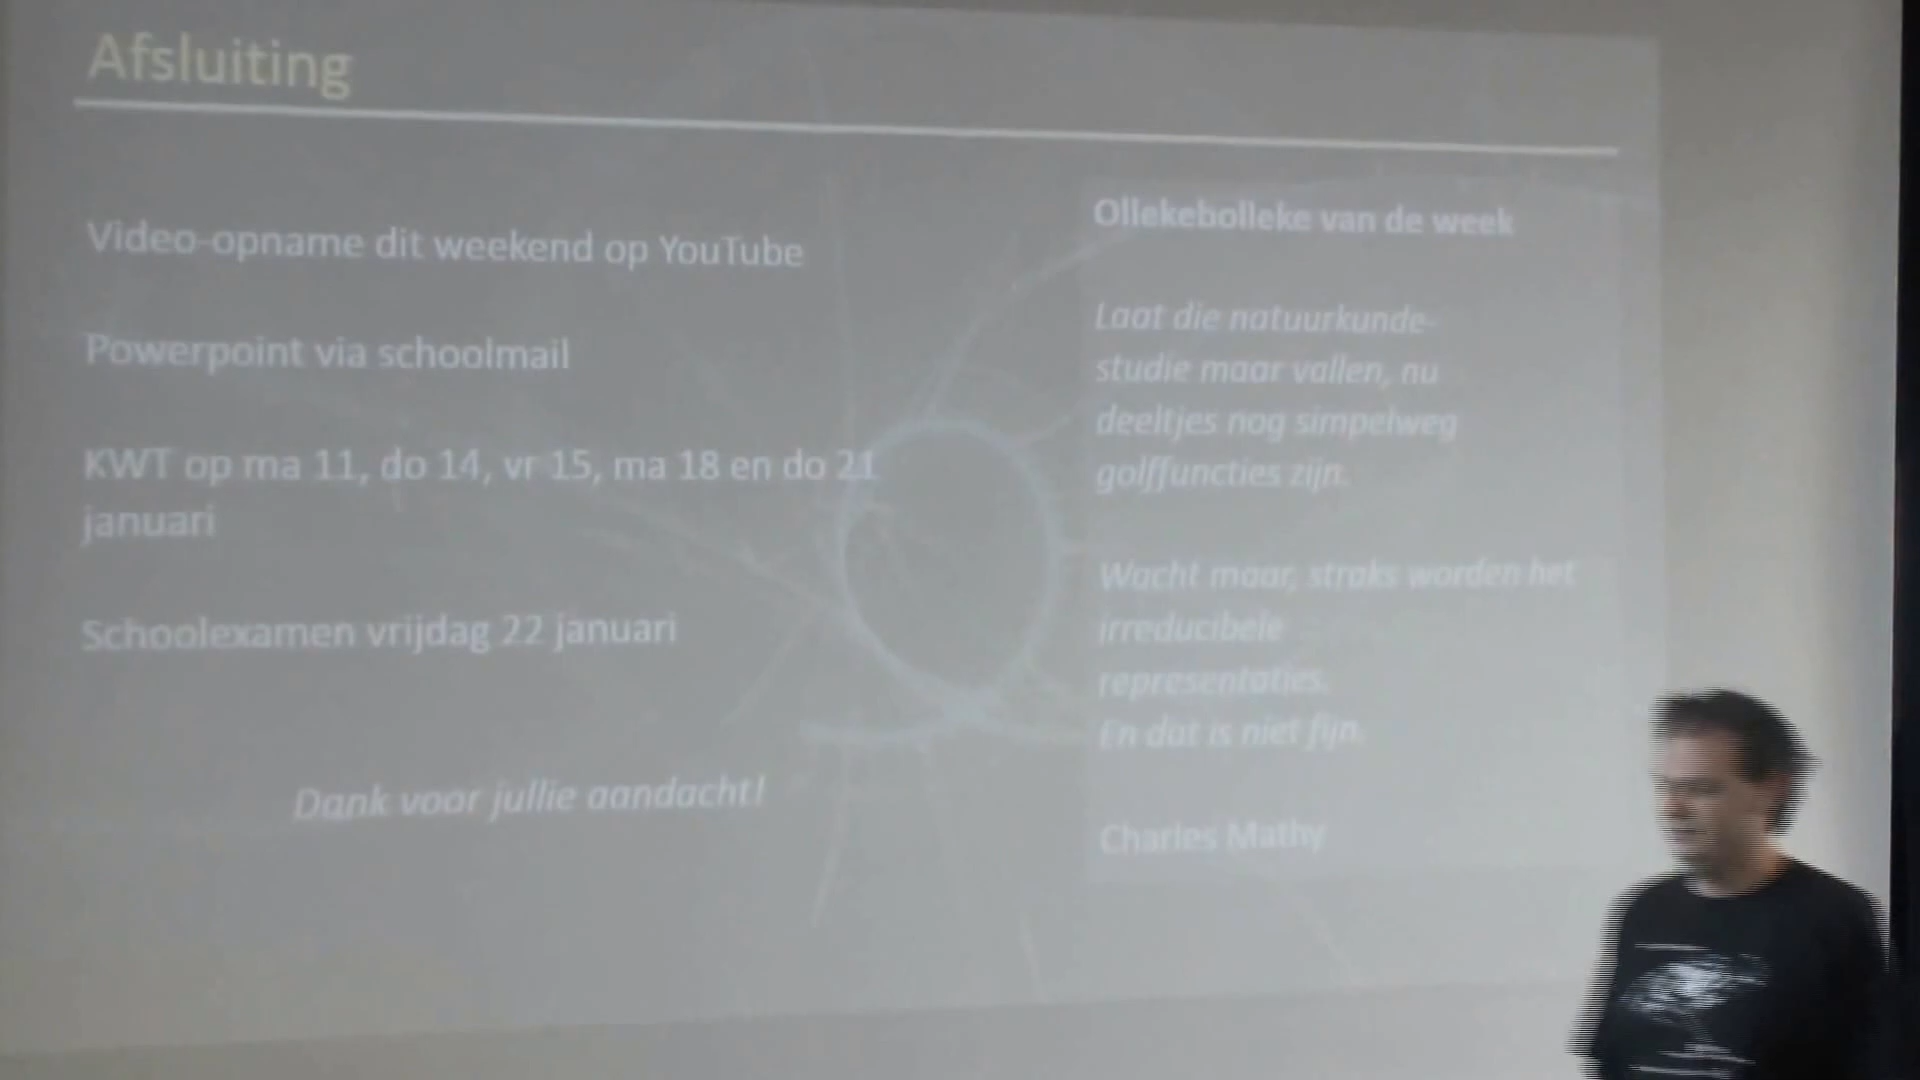 Afsluiting
Video-opname dit weekend op YouTube
Powerpoint via schoolmail
KWT op ma 11, do 14, vr 15, ma 18 en do 21
januari
Schoolexamen vrijdag 22 januari
Dank voor jullie aandacht!
Ollekebolleke van de week
Laat die natuurkunde-
studie maar vallen, nu
deeltjes nog simpelweg
golffuncties zijn.
Wacht maar, straks worden het
irreducibele
representaties.
En dat is niet fijn.
Charles Mathy